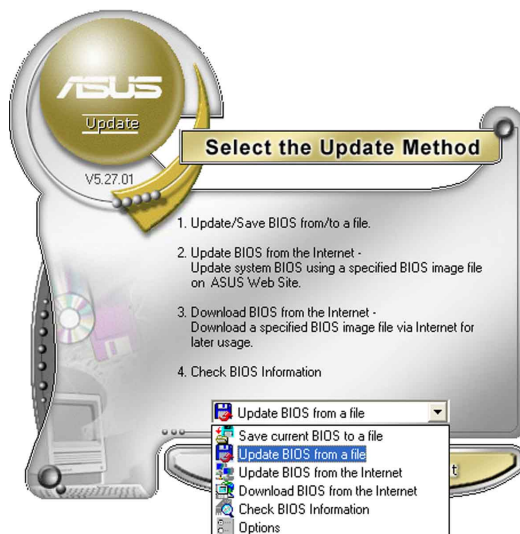 ASUS
Update
Select the Update Method
V5.27.01
1. Update/Save BIOS from/to a file.
2. Update BIOS from the Internet -
Update system BIOS using a specified BIOS image file
on ASUS Web Site.
3. Download BIOS from the Internet -
Download a specified BIOS image file via Internet for
later usage.
4. Check BIOS Information
Update BIOS from a file
Save current BIOS to a file
Update BIOS from a file
Update BIOS from the Internet
Download BIOS from the Internet
Check BIOS Information
Options